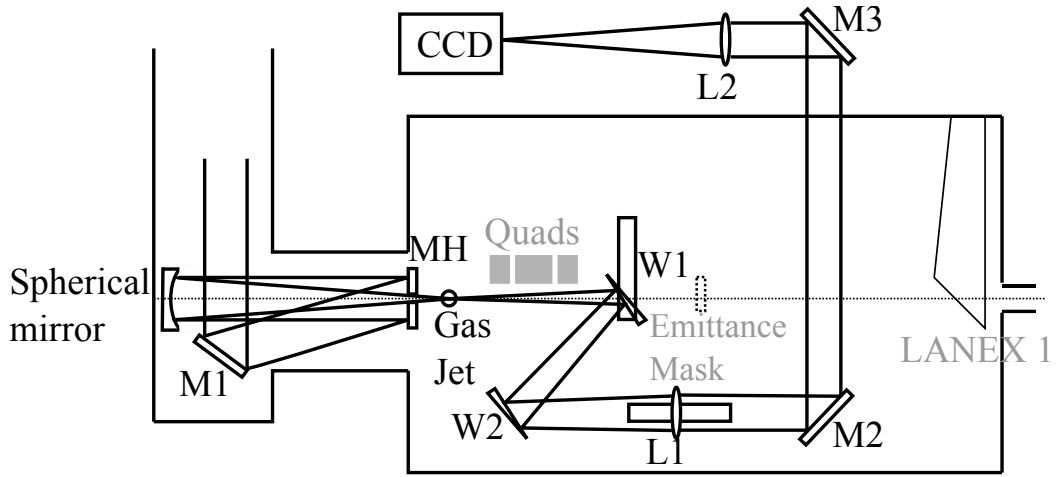 CCD
M3
L2
Quads
MH
W1
Spherical
mirror
Gas
Jet
Emittance
Mask
LANEX 1
M1
W2
L1
M2